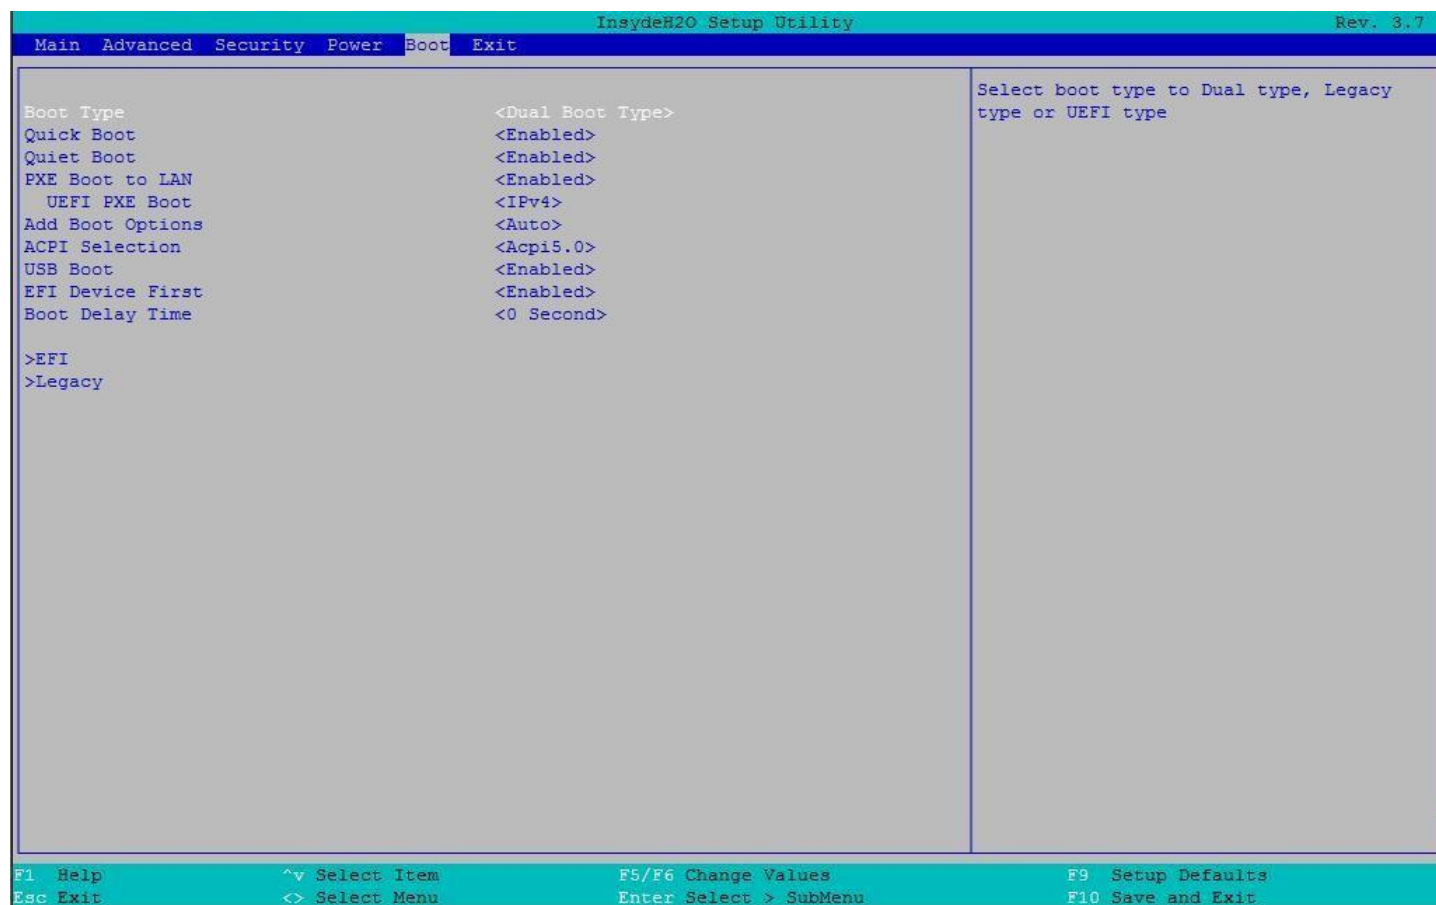 InsydeH2O Setup Utility Rev. 3.7
Main Advanced Security Power Boot Exit
Select boot type to Dual type, Legacy
type or UEFI type
Boot Type <Dual Boot Type>
Quick Boot <Enabled>
Quiet Boot <Enabled>
PXE Boot to LAN <Enabled>
UEFI PXE Boot <IPv4>
Add Boot Options <Auto>
ACPI Selection <Acpi5.0>
USB Boot <Enabled>
EFI Device First <Enabled>
Boot Delay Time <0 Second>
>EFI
>Legacy
F1 Help ^v Select Item F5/F6 Change Values F9 Setup Defaults
Esc Exit <> Select Menu Enter Select > SubMenu F10 Save and Exit